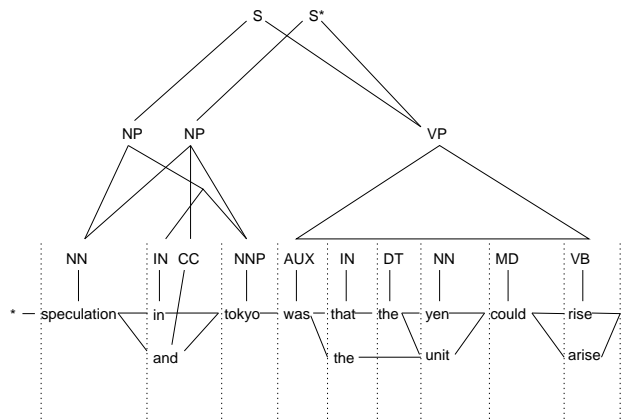 S S*
NP NP VP
NN IN CC NNP AUX IN DT NN MD VB
* speculation in tokyo was that the yen could rise
and the unit arise